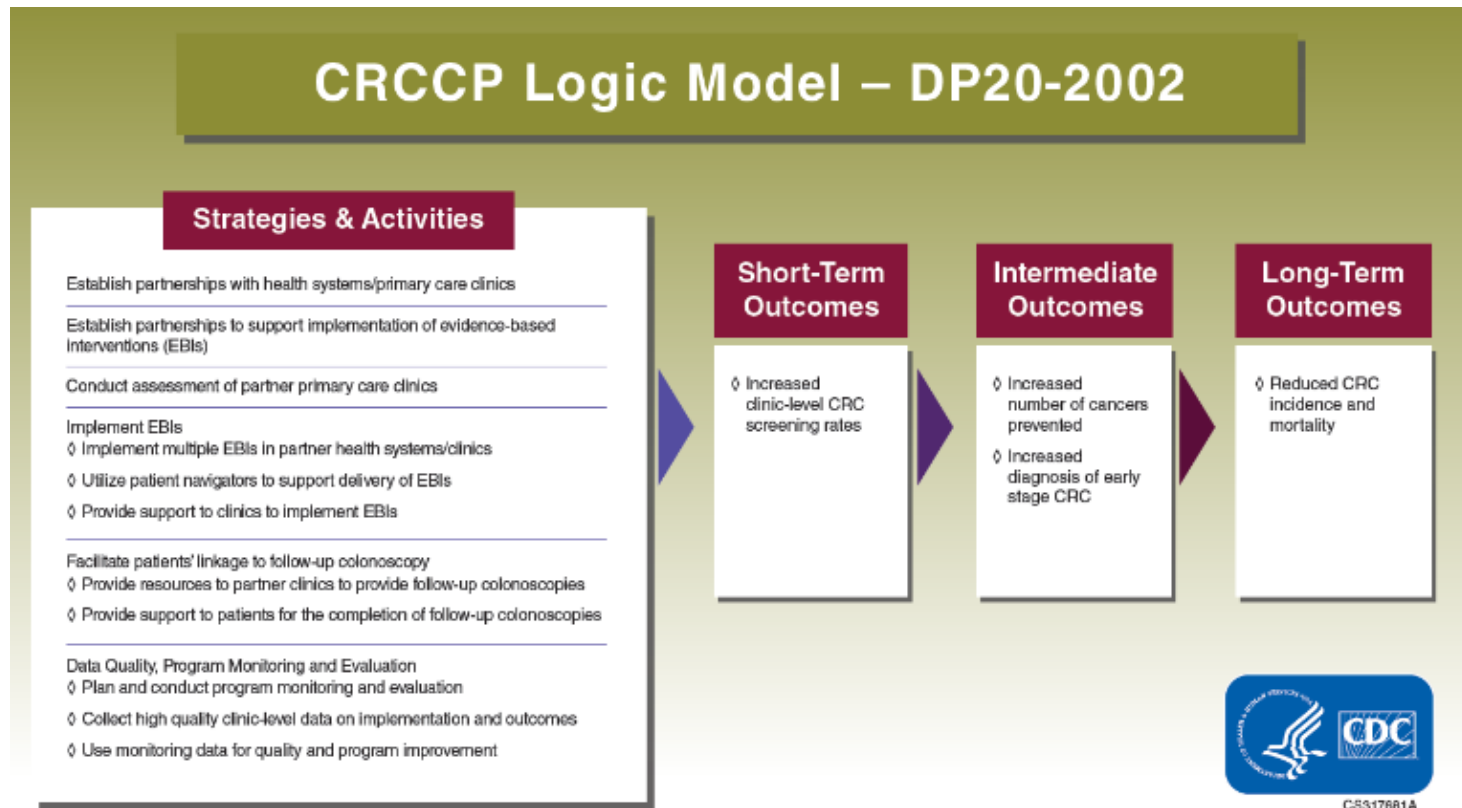 CRCCP Logic Model – DP20-2002
Strategies & Activities
Establish partnerships with health systems/primary care clinics
Establish partnerships to support implementation of evidence-based
interventions (EBIs)
Conduct assessment of partner primary care clinics
Implement EBIs
◊ Implement multiple EBIs in partner health systems/clinics
◊ Utilize patient navigators to support delivery of EBIs
◊ Provide support to clinics to implement EBIs
Facilitate patients' linkage to follow-up colonoscopy
◊ Provide resources to partner clinics to provide follow-up colonoscopies
◊ Provide support to patients for the completion of follow-up colonoscopies
Data Quality, Program Monitoring and Evaluation
◊ Plan and conduct program monitoring and evaluation
◊ Collect high quality clinic-level data on implementation and outcomes
◊ Use monitoring data for quality and program improvement
Short-Term
Outcomes
◊ Increased
clinic-level CRC
screening rates
Intermediate
Outcomes
◊ Increased
number of cancers
prevented
◊ Increased
diagnosis of early
stage CRC
Long-Term
Outcomes
◊ Reduced CRC
incidence and
mortality
CDC